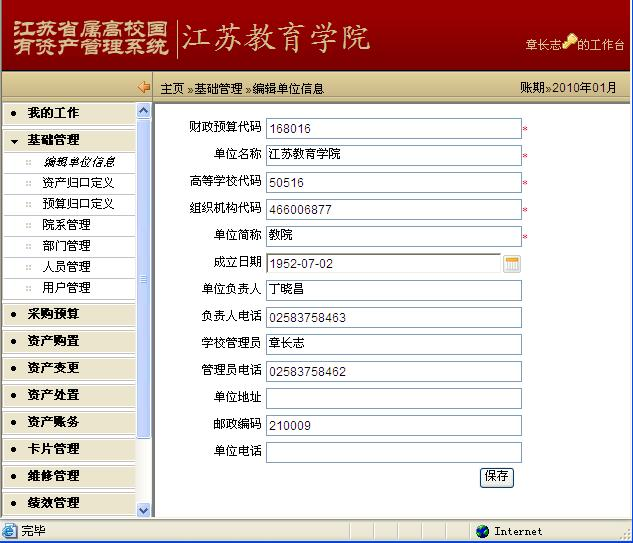 江苏省属高校国
有资产管理系统
江苏教育学院
章长志的工作台
主页 »基础管理 »编辑单位信息
账期»2010年01月
我的工作
基础管理
编辑单位信息
资产归口定义
预算归口定义
院系管理
部门管理
人员管理
用户管理
采购预算
资产购置
资产变更
资产处置
资产账务
卡片管理
维修管理
绩效管理
财政预算代码 168016 *
单位名称 江苏教育学院 *
高等学校代码 50516 *
组织机构代码 466006877 *
单位简称 教院 *
成立日期 1952-07-02
单位负责人 丁晓昌
负责人电话 02583758463
学校管理员 章长志
管理员电话 02583758462
单位地址
邮政编码 210009
单位电话
保存
完毕
Internet